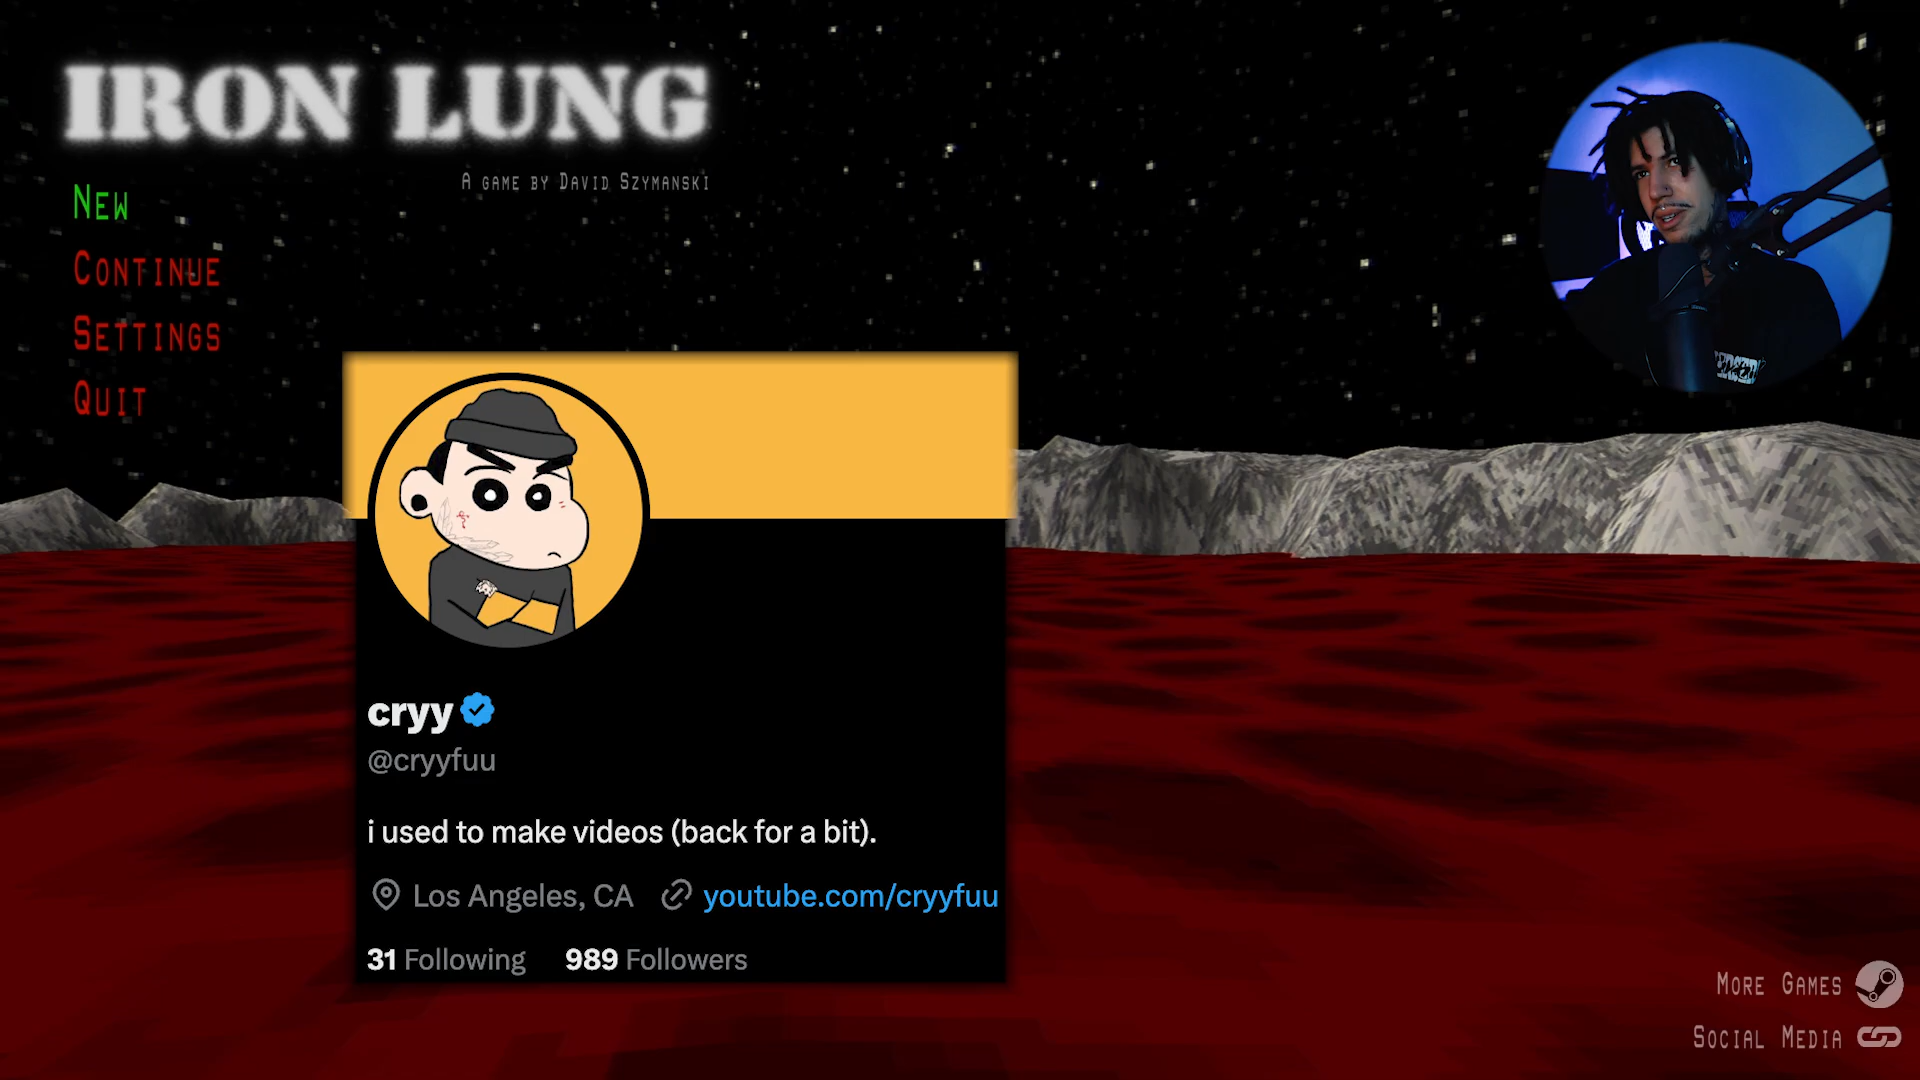 IRON LUNG
A GAME BY DAVID SZYMANSKI
NEW
CONTINUE
SETTINGS
QUIT
cryy
@cryyfuu
i used to make videos (back for a bit).
Los Angeles, CA youtube.com/cryyfuu
31 Following 989 Followers
MORE GAMES
SOCIAL MEDIA